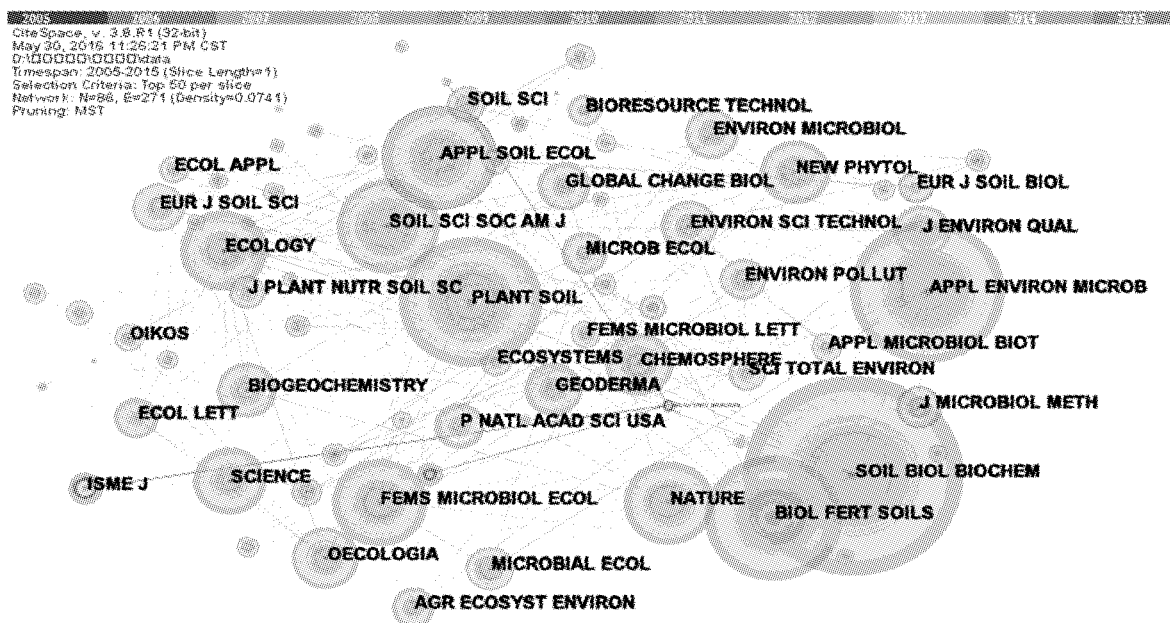 2005 2006 2007 2008 2009 2010 2011 2012 2013 2014 2015
CiteSpace, v. 3.8.R1 (32-bit)
May 30, 2016 11:26:21 PM CST
D:\□□□□□\□□□□\data
Timespan: 2005-2015 (Slice Length=1)
Selection Criteria: Top 50 per slice
Network: N=86, E=271 (Density=0.0741)
Pruning: MST
SOIL SCI
BIORESOURCE TECHNOL
ENVIRON MICROBIOL
APPL SOIL ECOL
ECOL APPL
NEW PHYTOL
GLOBAL CHANGE BIOL
EUR J SOIL BIOL
EUR J SOIL SCI
SOIL SCI SOC AM J
ENVIRON SCI TECHNOL
J ENVIRON QUAL
ECOLOGY
MICROB ECOL
ENVIRON POLLUT
J PLANT NUTR SOIL SC
PLANT SOIL
APPL ENVIRON MICROB
OIKOS
FEMS MICROBIOL LETT
APPL MICROBIOL BIOT
ECOSYSTEMS
CHEMOSPHERE
SCI TOTAL ENVIRON
BIOGEOCHEMISTRY
GEODERMA
J MICROBIOL METH
ECOL LETT
P NATL ACAD SCI USA
SOIL BIOL BIOCHEM
SCIENCE
ISME J
FEMS MICROBIOL ECOL
NATURE
BIOL FERT SOILS
OECOLOGIA
MICROBIAL ECOL
AGR ECOSYST ENVIRON